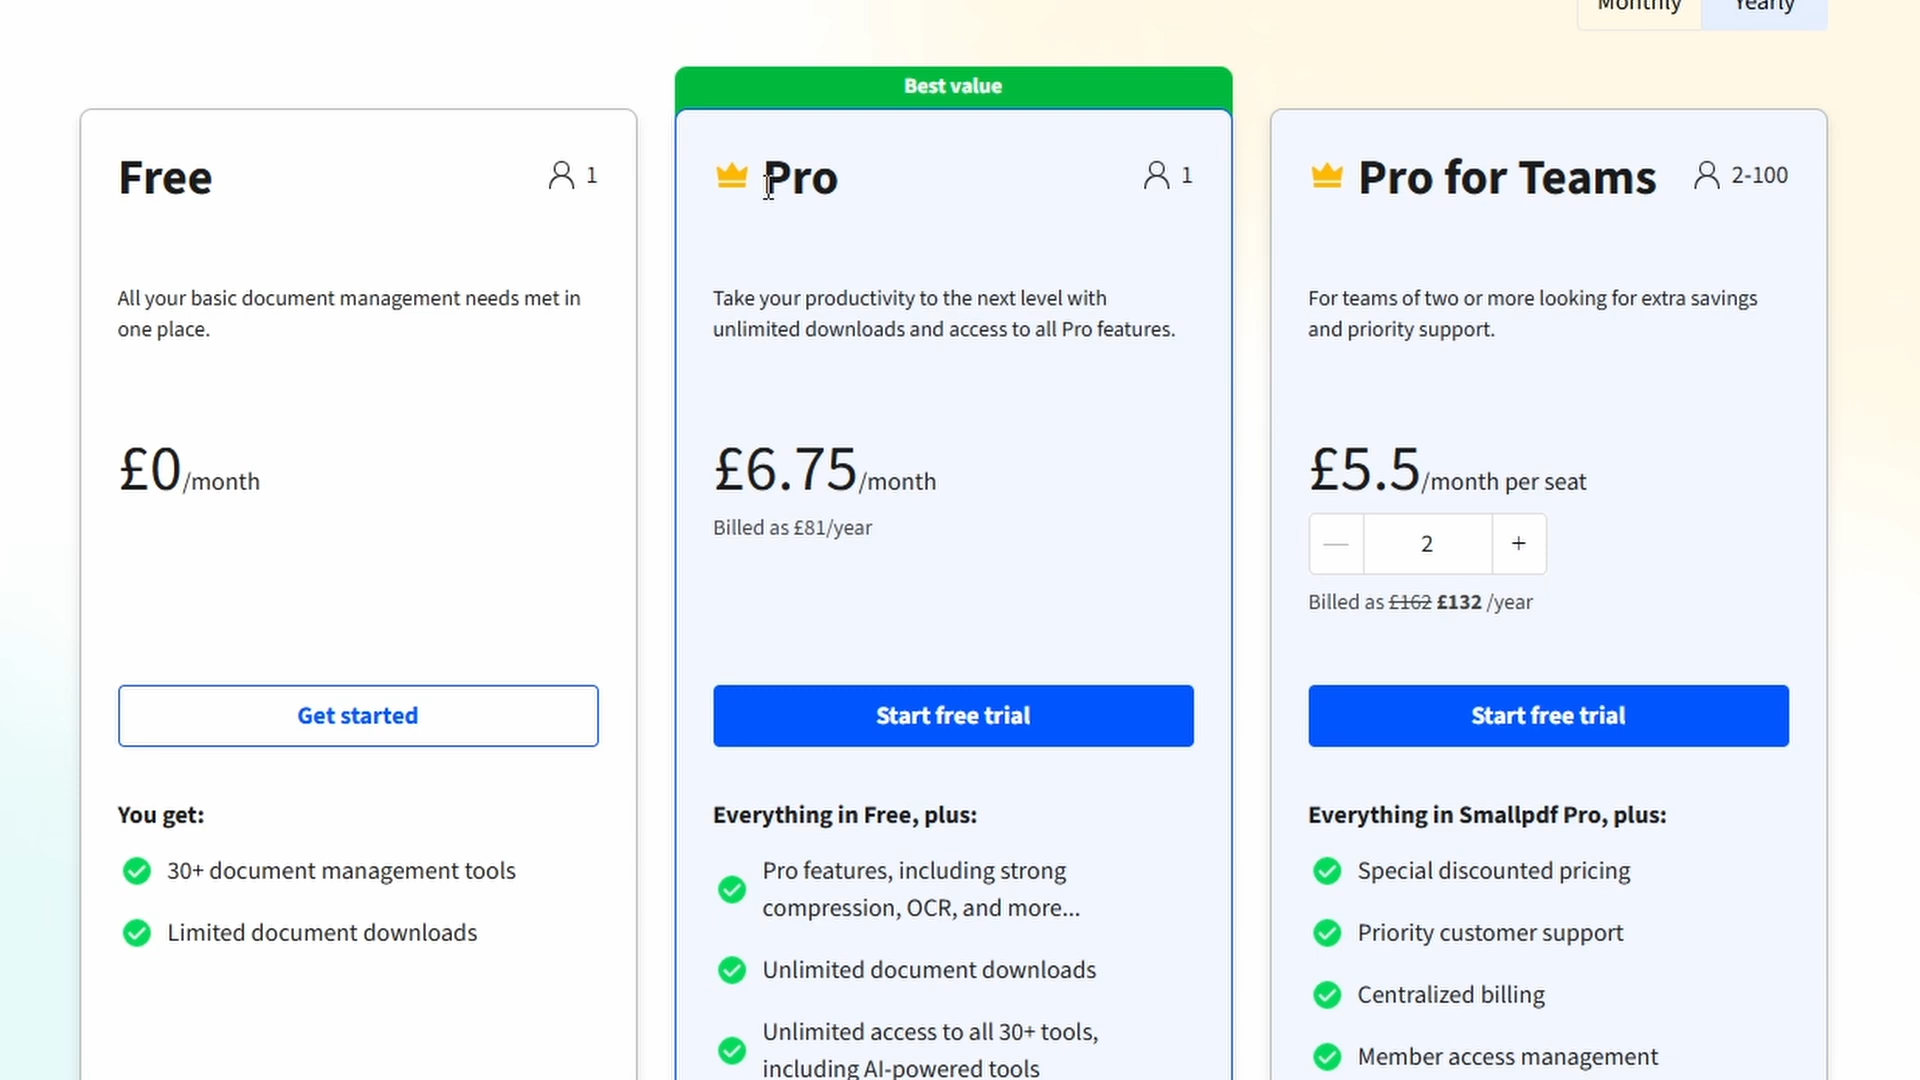 Monthly
Yearly
Best value
Free
1
All your basic document management needs met in
one place.
£0/month
Get started
You get:
30+ document management tools
Limited document downloads
Pro
1
Take your productivity to the next level with
unlimited downloads and access to all Pro features.
£6.75/month
Billed as £81/year
Start free trial
Everything in Free, plus:
Pro features, including strong
compression, OCR, and more...
Unlimited document downloads
Unlimited access to all 30+ tools,
including AI-powered tools
Pro for Teams
2-100
For teams of two or more looking for extra savings
and priority support.
£5.5/month per seat
— 2 +
Billed as £162 £132 /year
Start free trial
Everything in Smallpdf Pro, plus:
Special discounted pricing
Priority customer support
Centralized billing
Member access management